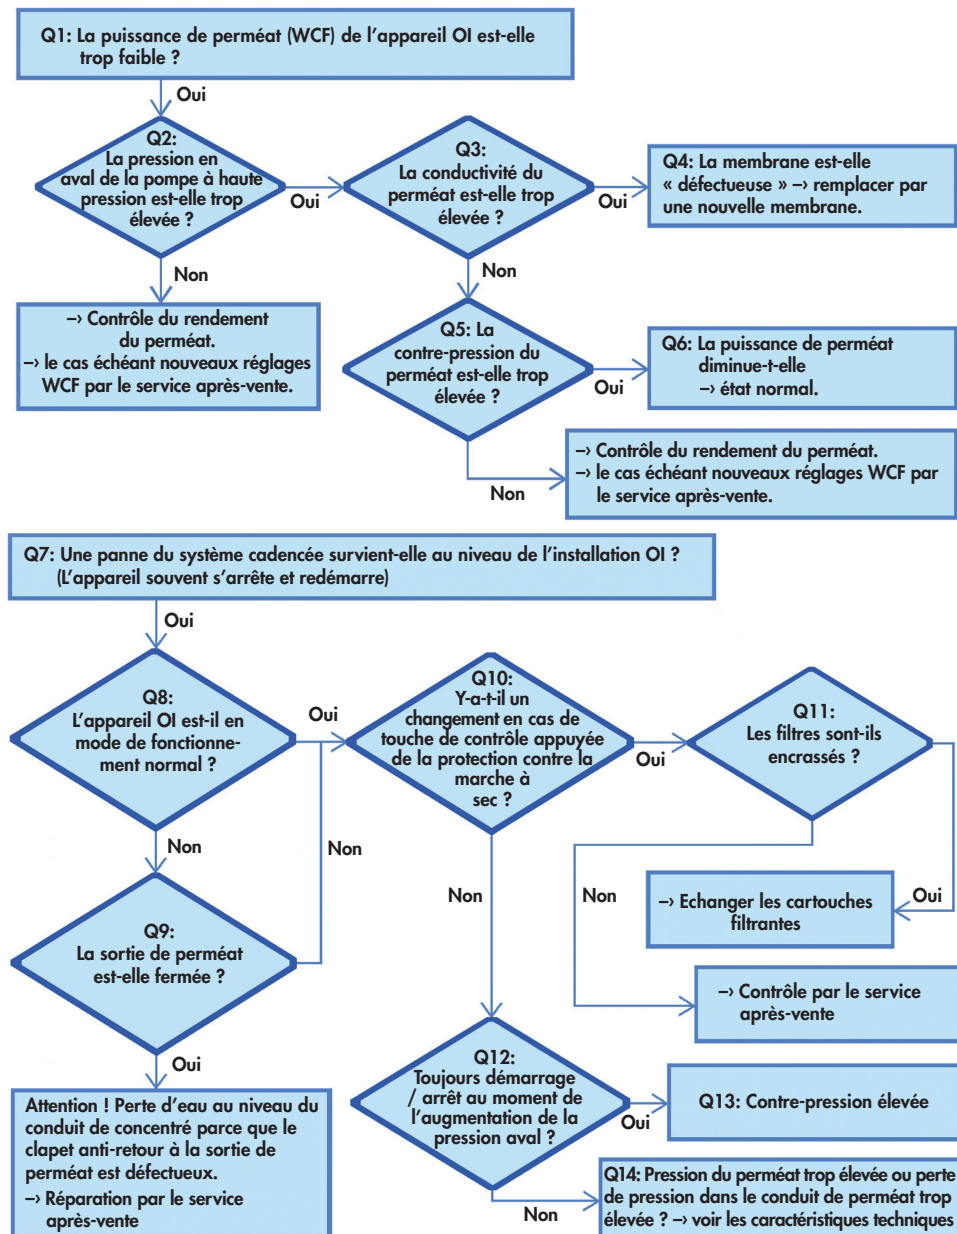 Q1: La puissance de perméat (WCF) de l'appareil OI est-elle
trop faible ?
Oui
Q2:
La pression en
aval de la pompe à haute
pression est-elle trop
élevée ?
Oui
Q3:
La conductivité du
perméat est-elle trop
élevée ?
Oui
Q4: La membrane est-elle
« défectueuse » –› remplacer par
une nouvelle membrane.
Non
–› Contrôle du rendement
du perméat.
–› le cas échéant nouveaux réglages
WCF par le service après-vente.
Non
Q5: La
contre-pression du
perméat est-elle trop
élevée ?
Oui
Q6: La puissance de perméat
diminue-t-elle
–› état normal.
Non
–› Contrôle du rendement du perméat.
–› le cas échéant nouveaux réglages WCF par
le service après-vente.
Q7: Une panne du système cadencée survient-elle au niveau de l'installation OI ?
(L'appareil souvent s'arrête et redémarre)
Oui
Q8:
L'appareil OI est-il en
mode de fonctionne-
ment normal ?
Oui
Q10:
Y-a-t-il un
changement en cas de
touche de contrôle appuyée
de la protection contre la
marche à
sec ?
Oui
Q11:
Les filtres sont-ils
encrassés ?
Non
Non
Non
Non
Oui
–› Echanger les cartouches
filtrantes
Q9:
La sortie de perméat
est-elle fermée ?
–› Contrôle par le service
après-vente
Oui
Attention ! Perte d'eau au niveau du
conduit de concentré parce que le
clapet anti-retour à la sortie de
perméat est défectueux.
–› Réparation par le service
après-vente
Q12:
Toujours démarrage
/ arrêt au moment de
l'augmentation de la
pression aval ?
Oui
Q13: Contre-pression élevée
Non
Q14: Pression du perméat trop élevée ou perte
de pression dans le conduit de perméat trop
élevée ? –› voir les caractéristiques techniques